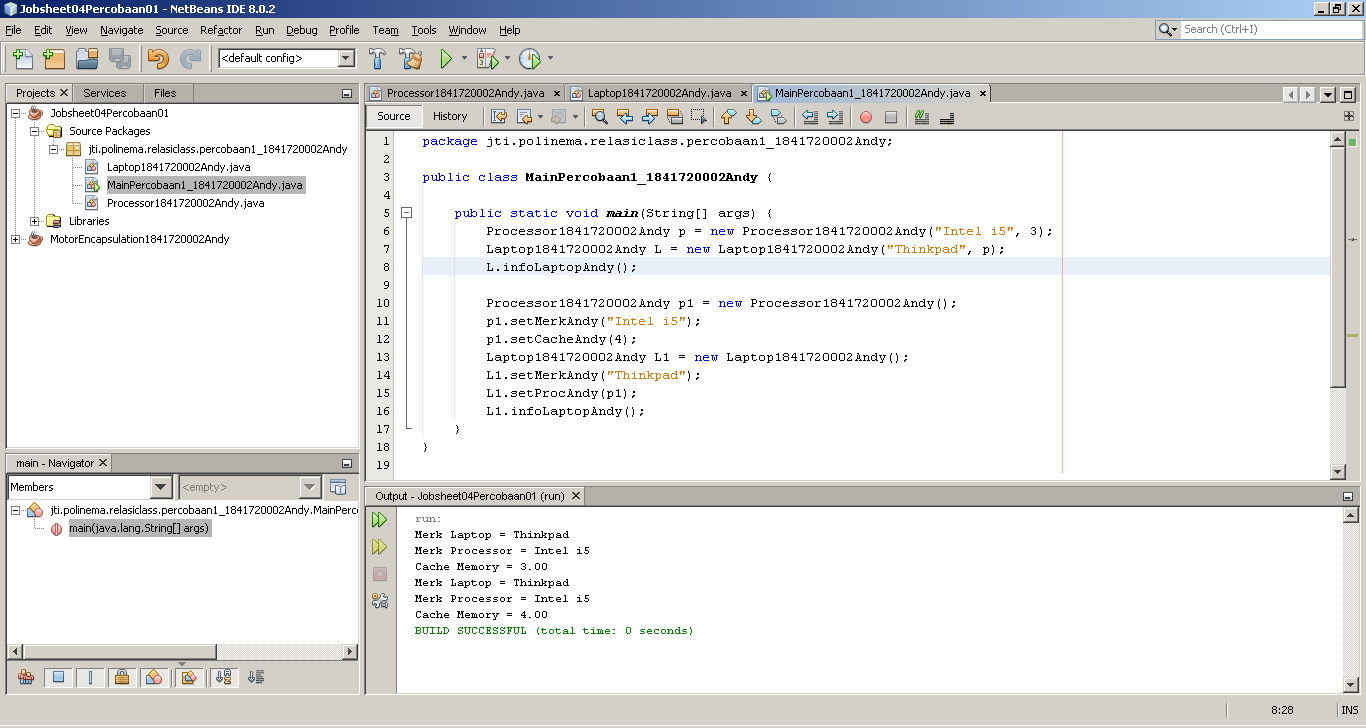 Jobsheet04Percobaan01 - NetBeans IDE 8.0.2
File Edit View Navigate Source Refactor Run Debug Profile Team Tools Window Help
Search (Ctrl+I)
<default config>
Projects Services Files
Jobsheet04Percobaan01
Source Packages
jti.polinema.relasiclass.percobaan1_1841720002Andy
Laptop1841720002Andy.java
MainPercobaan1_1841720002Andy.java
Processor1841720002Andy.java
Libraries
MotorEncapsulation1841720002Andy
main - Navigator
Members
<empty>
jti.polinema.relasiclass.percobaan1_1841720002Andy.MainPerco
main(java.lang.String[] args)
Processor1841720002Andy.java Laptop1841720002Andy.java MainPercobaan1_1841720002Andy.java
Source History
1 package jti.polinema.relasiclass.percobaan1_1841720002Andy;
2
3 public class MainPercobaan1_1841720002Andy {
4
5 public static void main(String[] args) {
6 Processor1841720002Andy p = new Processor1841720002Andy("Intel i5", 3);
7 Laptop1841720002Andy L = new Laptop1841720002Andy("Thinkpad", p);
8 L.infoLaptopAndy();
9
10 Processor1841720002Andy p1 = new Processor1841720002Andy();
11 p1.setMerkAndy("Intel i5");
12 p1.setCacheAndy(4);
13 Laptop1841720002Andy L1 = new Laptop1841720002Andy();
14 L1.setMerkAndy("Thinkpad");
15 L1.setProcAndy(p1);
16 L1.infoLaptopAndy();
17 }
18 }
19
Output - Jobsheet04Percobaan01 (run)
run:
Merk Laptop = Thinkpad
Merk Processor = Intel i5
Cache Memory = 3.00
Merk Laptop = Thinkpad
Merk Processor = Intel i5
Cache Memory = 4.00
BUILD SUCCESSFUL (total time: 0 seconds)
8:28 INS